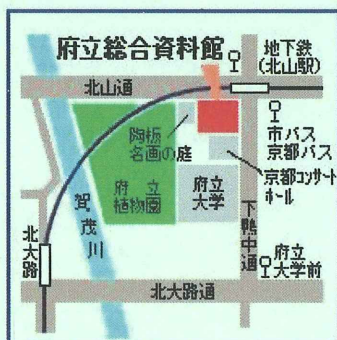 府立総合資料館
地下鉄
(北山駅)
北山通
市バス
京都バス
陶板
名画の庭
京都コンサート
ホール
府立
植物園
府立
大学
賀茂川
下鴨中通
北大路
府立
大学前
北大路通